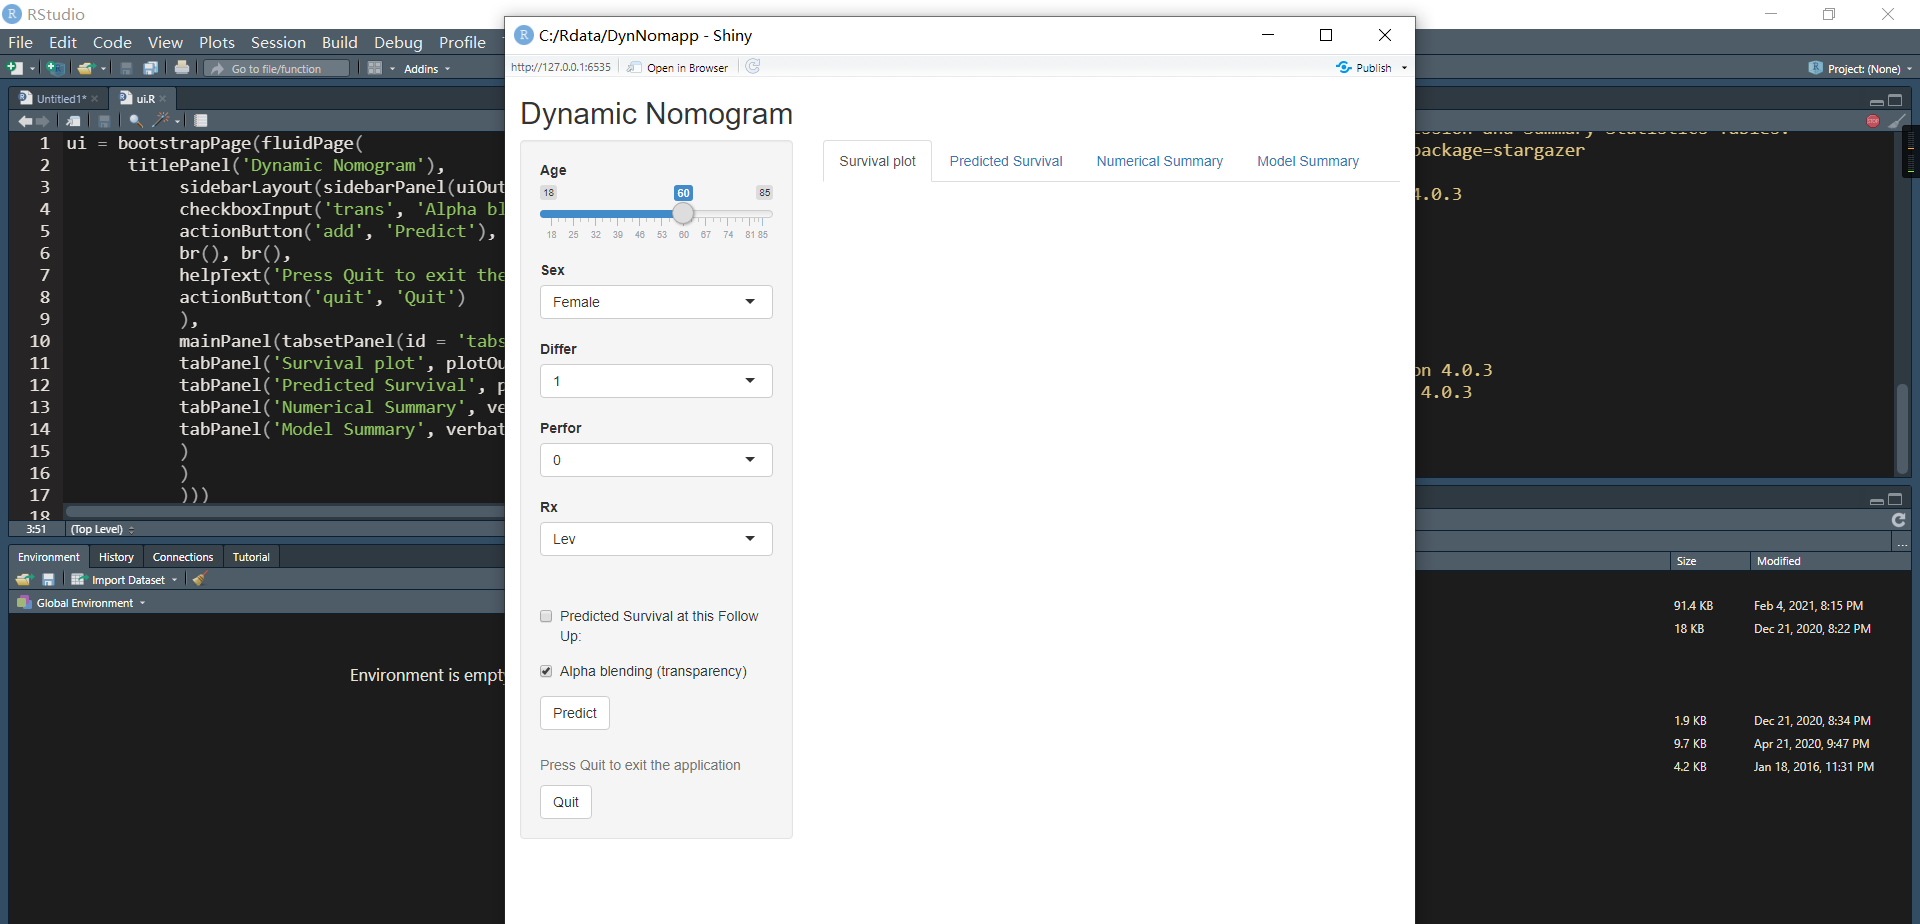 RStudio
File Edit Code View Plots Session Build Debug Profile
Go to file/function
Addins
Project: (None)
Untitled1*
ui.R
1 ui = bootstrapPage(fluidPage(
2 titlePanel('Dynamic Nomogram'),
3 sidebarLayout(sidebarPanel(uiOut
4 checkboxInput('trans', 'Alpha bl
5 actionButton('add', 'Predict'),
6 br(), br(),
7 helpText('Press Quit to exit the
8 actionButton('quit', 'Quit')
9 ),
10 mainPanel(tabsetPanel(id = 'tabs
11 tabPanel('Survival plot', plotOu
12 tabPanel('Predicted Survival', p
13 tabPanel('Numerical Summary', ve
14 tabPanel('Model Summary', verbat
15 )
16 )
17 )))
18
3:51 (Top Level)
Environment History Connections Tutorial
Import Dataset
Global Environment
Environment is empty
C:/Rdata/DynNomapp - Shiny
http://127.0.0.1:6535 Open in Browser Publish
Dynamic Nomogram
Age
18 60 85
18 25 32 39 46 53 60 67 74 81 85
Sex
Female
Differ
1
Perfor
0
Rx
Lev
Predicted Survival at this Follow
Up:
Alpha blending (transparency)
Predict
Press Quit to exit the application
Quit
Survival plot Predicted Survival Numerical Summary Model Summary
STOP
ssion and Summary Statistics Tables.
package=stargazer
4.0.3
on 4.0.3
4.0.3
...
Size Modified
91.4 KB Feb 4, 2021, 8:15 PM
18 KB Dec 21, 2020, 8:22 PM
1.9 KB Dec 21, 2020, 8:34 PM
9.7 KB Apr 21, 2020, 9:47 PM
4.2 KB Jan 18, 2016, 11:31 PM